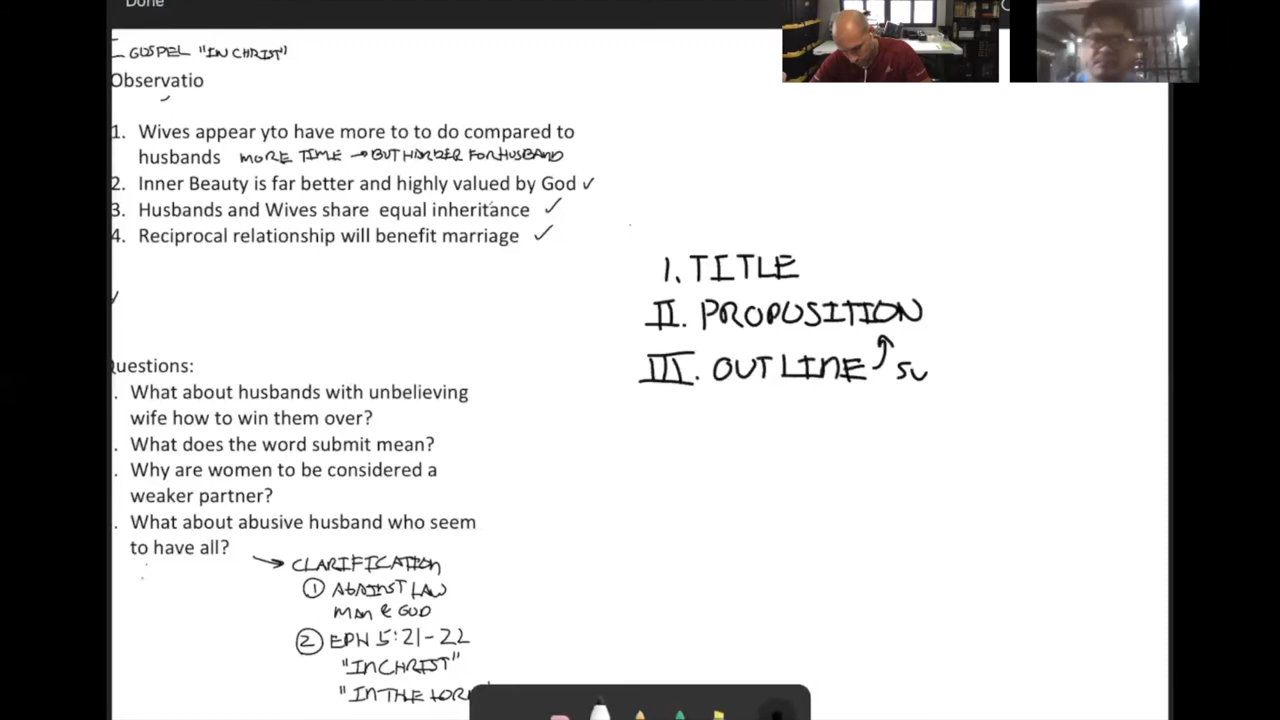 Done
I GOSPEL "IN CHRIST"
Observatio
1. Wives appear yto have more to to do compared to
husbands MORE TIME → BUT HARDER FOR HUSBAND
2. Inner Beauty is far better and highly valued by God ✓
3. Husbands and Wives share equal inheritance ✓
4. Reciprocal relationship will benefit marriage ✓
uestions:
. What about husbands with unbelieving
wife how to win them over?
. What does the word submit mean?
. Why are women to be considered a
weaker partner?
. What about abusive husband who seem
to have all?
→ CLARIFICATION
① AGAINST LAW
MAN & GOD
② EPH 5:21-22
"IN CHRIST"
"IN THE LORD
I. TITLE
II. PROPOSITION
III. OUTLINE SU